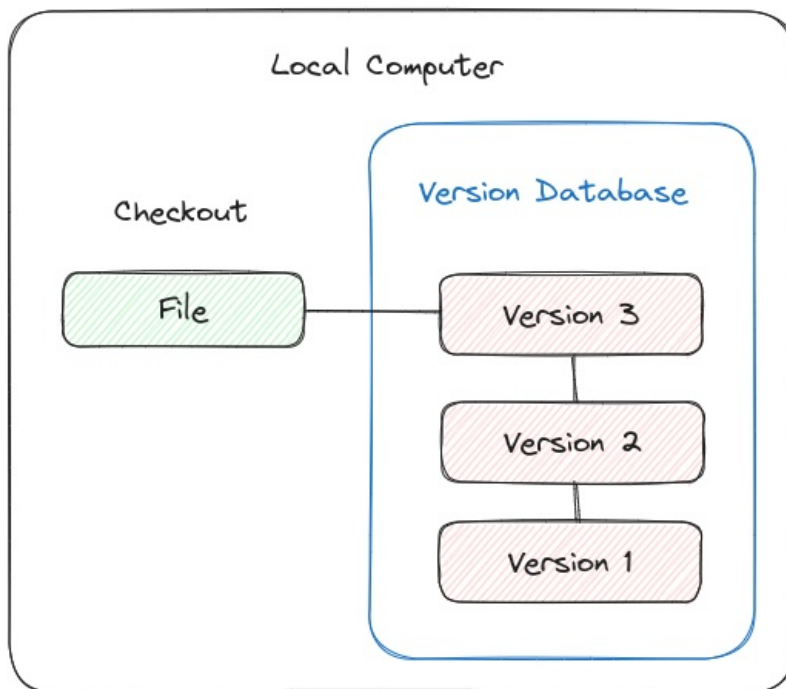 Local Computer
Checkout
Version Database
File
Version 3
Version 2
Version 1